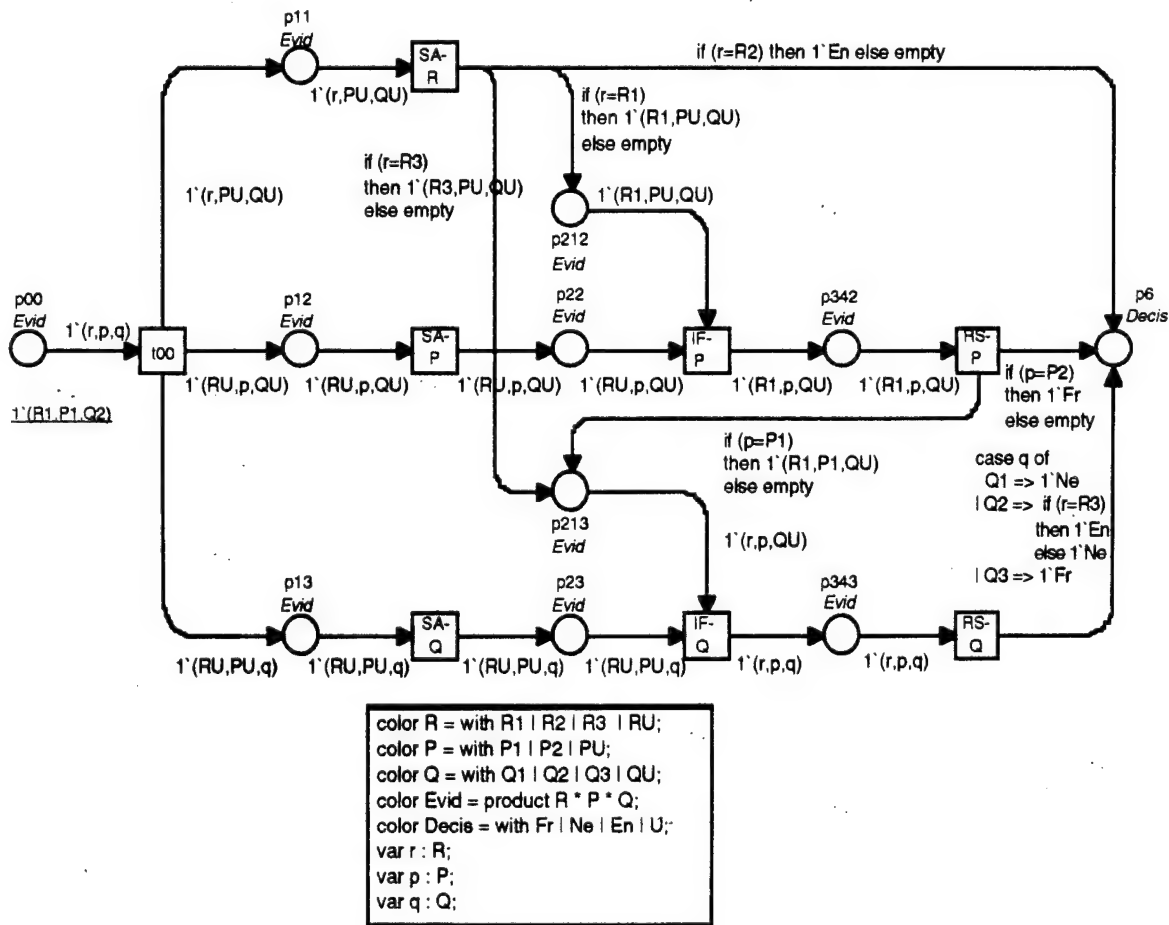 p11
Evid
SA-
R
1`(r,PU,QU)
if (r=R2) then 1`En else empty
if (r=R1)
then 1`(R1,PU,QU)
else empty
if (r=R3)
then 1`(R3,PU,QU)
else empty
1`(r,PU,QU)
1`(R1,PU,QU)
p212
Evid
p00
Evid
1`(r,p,q)
t00
1`(R1,P1,Q2)
p12
Evid
SA-
P
p22
Evid
IF-
P
p342
Evid
RS-
P
p6
Decis
1`(RU,p,QU)
1`(RU,p,QU)
1`(RU,p,QU)
1`(RU,p,QU)
1`(R1,p,QU)
1`(R1,p,QU)
if (p=P2)
then 1`Fr
else empty
if (p=P1)
then 1`(R1,P1,QU)
else empty
p213
Evid
1`(r,p,QU)
case q of
Q1 => 1`Ne
| Q2 => if (r=R3)
then 1`En
else 1`Ne
| Q3 => 1`Fr
p13
Evid
SA-
Q
p23
Evid
IF-
Q
p343
Evid
RS-
Q
1`(RU,PU,q)
1`(RU,PU,q)
1`(RU,PU,q)
1`(RU,PU,q)
1`(r,p,q)
1`(r,p,q)
color R = with R1 | R2 | R3 | RU;
color P = with P1 | P2 | PU;
color Q = with Q1 | Q2 | Q3 | QU;
color Evid = product R * P * Q;
color Decis = with Fr | Ne | En | U;
var r : R;
var p : P;
var q : Q;